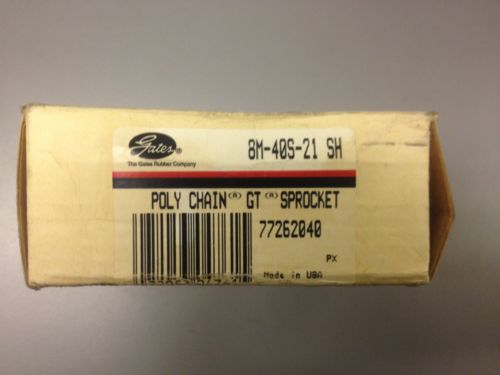 Gates®
The Gates Rubber Company
8M-40S-21 SH
POLY CHAIN(R) GT(R) SPROCKET
77262040
PX
Made in USA